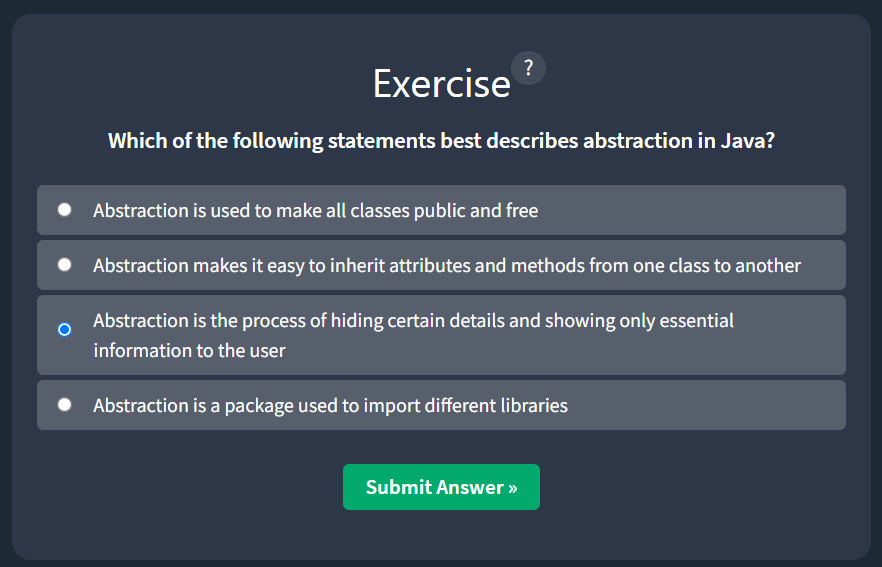 Exercise ?
Which of the following statements best describes abstraction in Java?
Abstraction is used to make all classes public and free
Abstraction makes it easy to inherit attributes and methods from one class to another
Abstraction is the process of hiding certain details and showing only essential
information to the user
Abstraction is a package used to import different libraries
Submit Answer »